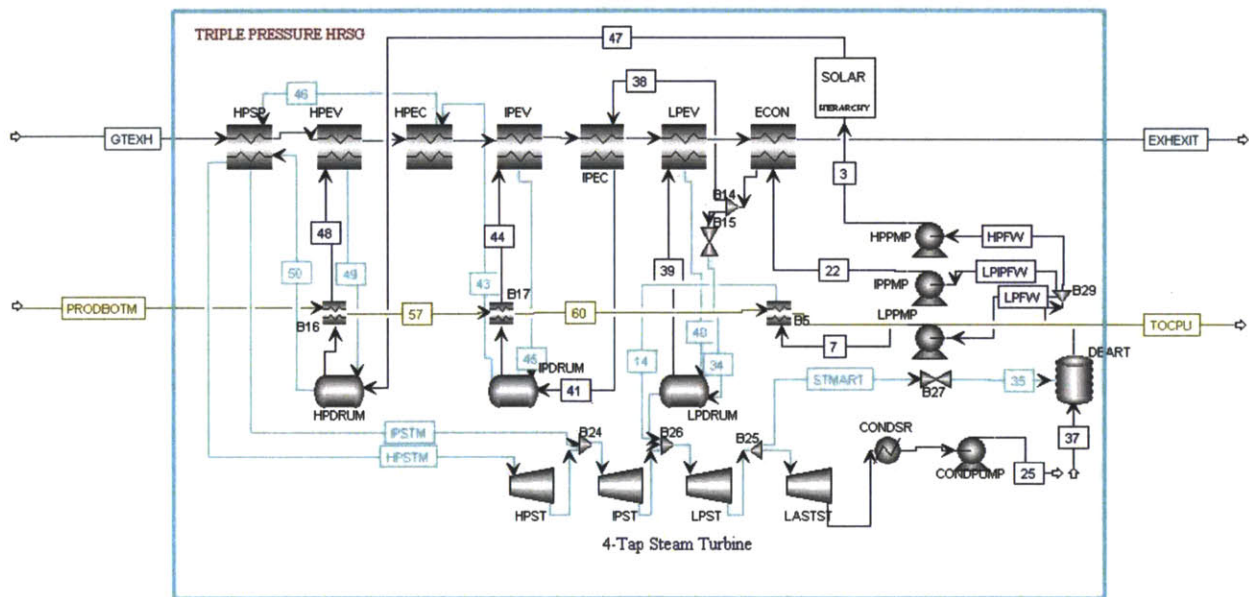 TRIPLE PRESSURE HRSG
47
SOLAR
HIERARCHY
46
38
HPSP
HPEV
HPEC
IPEV
IPEC
LPEV
ECON
GTEXH
EXHEXIT
3
B14
B15
HPPMP
HPFW
48
44
39
22
IPPMP
LPIPFW
50
49
43
B29
PRODBOTM
B16
57
B17
60
B5
LPPMP
LPFW
TOCPU
45
14
40
34
7
DEART
HPDRUM
IPDRUM
41
LPDRUM
STMART
B27
35
IPSTM
HPSTM
B24
B26
B25
CONDSR
37
CONDPUMP
25
HPST
IPST
LPST
LASTST
4-Tap Steam Turbine